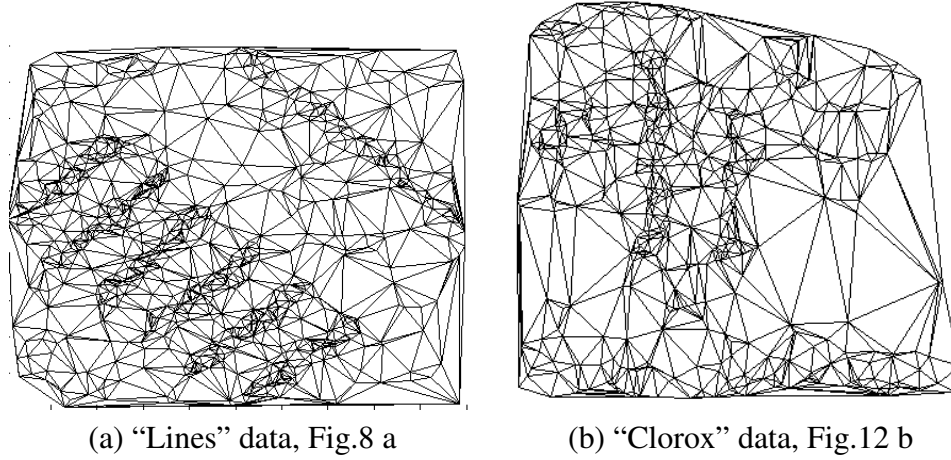 (a) “Lines” data, Fig.8 a
(b) “Clorox” data, Fig.12 b